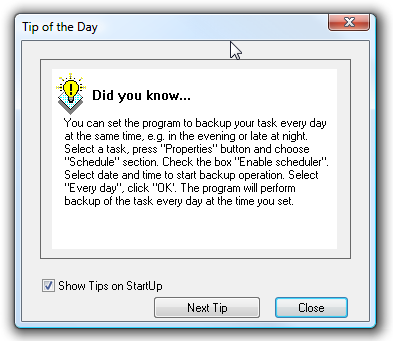 Tip of the Day
Did you know...
You can set the program to backup your task every day
at the same time, e.g. in the evening or late at night.
Select a task, press "Properties" button and choose
"Schedule" section. Check the box "Enable scheduler".
Select date and time to start backup operation. Select
"Every day", click "OK'. The program will perform
backup of the task every day at the time you set.
Show Tips on StartUp
Next Tip
Close